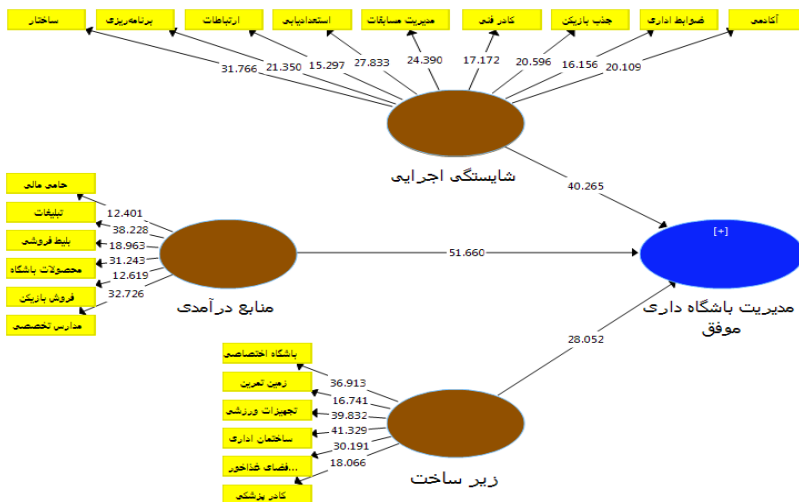 ساختار
برنامه‌ریزی
ارتباطات
استعدادیابی
مدیریت مسابقات
کادر فنی
جذب بازیکن
ضوابط اداری
آکادمی
31.766
21.350
15.297
27.833
24.390
17.172
20.596
16.156
20.109
شایستگی اجرایی
40.265
حامی مالی
تبلیغات
بلیط فروشی
محصولات باشگاه
فروش بازیکن
مدارس تخصصی
12.401
38.228
18.963
31.243
12.619
32.726
منابع درآمدی
51.660
[+]
مدیریت باشگاه داری
موفق
28.052
باشگاه اختصاصی
زمین تمرین
تجهیزات ورزشی
ساختمان اداری
فضای غذاخور...
کادر پزشکی
36.913
16.741
39.832
41.329
30.191
18.066
زیر ساخت